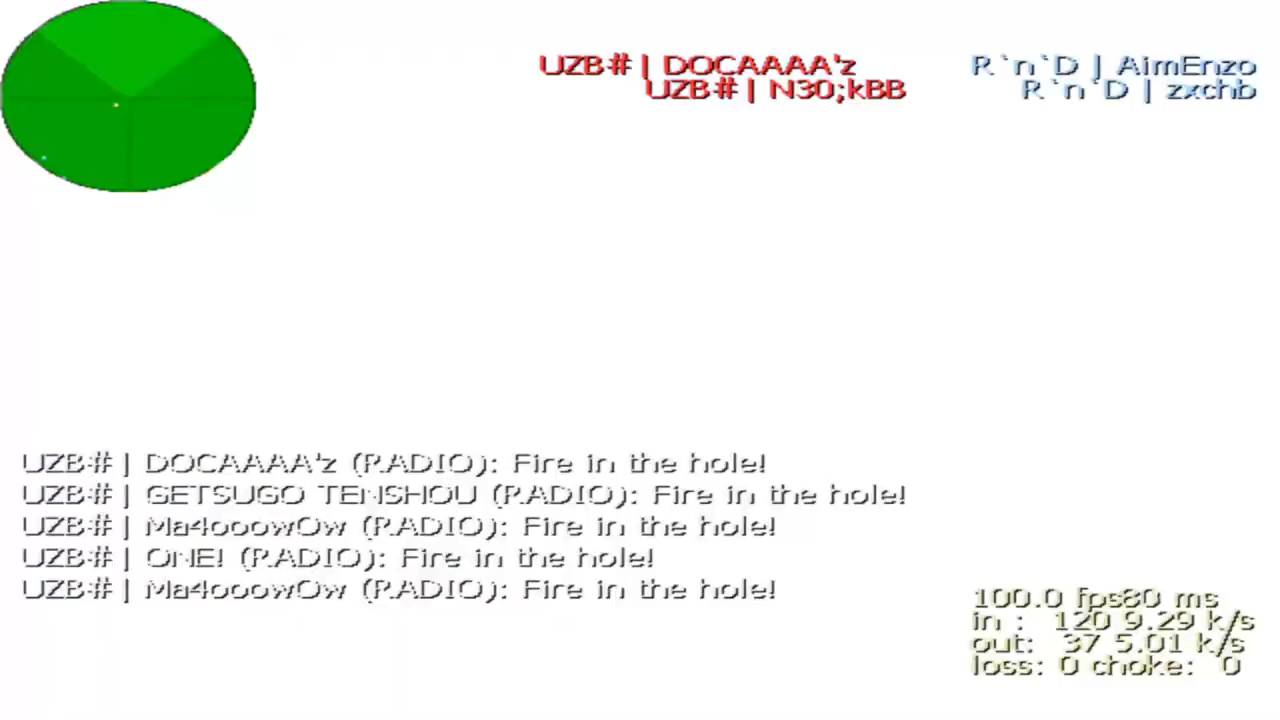 UZB# | DOCAAAA'z R`n`D | AimEnzo
UZB# | N30;kBB R`n`D | zxchb
UZB# | DOCAAAA'z (RADIO): Fire in the hole!
UZB# | GETSUGO TENSHOU (RADIO): Fire in the hole!
UZB# | Ma4ooowOw (RADIO): Fire in the hole!
UZB# | ONE! (RADIO): Fire in the hole!
UZB# | Ma4ooowOw (RADIO): Fire in the hole!
100.0 fps80 ms
in : 120 9.29 k/s
out: 37 5.01 k/s
loss: 0 choke: 0